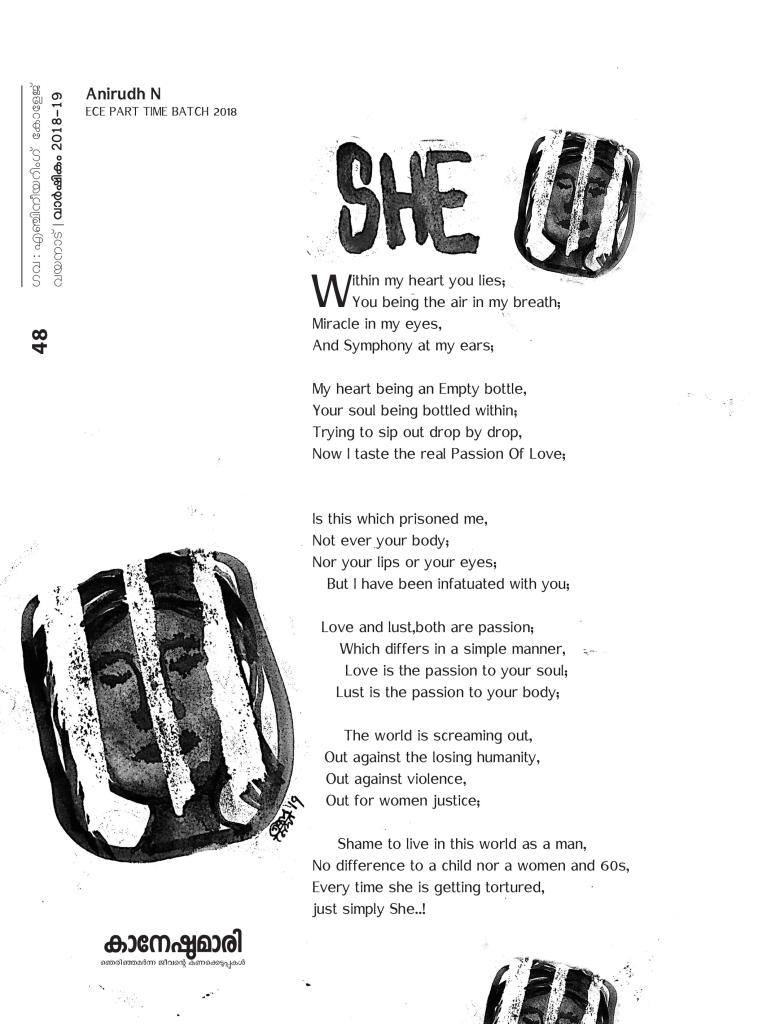 Anirudh N
ECE PART TIME BATCH 2018
ഗവ : എഞ്ചിനീയറിംഗ് കോളേജ്
വയനാട് | വാർഷികം 2018-19
48
SHE
Within my heart you lies;
You being the air in my breath;
Miracle in my eyes,
And Symphony at my ears;
My heart being an Empty bottle,
Your soul being bottled within;
Trying to sip out drop by drop,
Now I taste the real Passion Of Love;
Is this which prisoned me,
Not ever your body;
Nor your lips or your eyes;
But I have been infatuated with you;
Love and lust,both are passion;
Which differs in a simple manner,
Love is the passion to your soul;
Lust is the passion to your body;
The world is screaming out,
Out against the losing humanity,
Out against violence,
Out for women justice;
Shame to live in this world as a man,
No difference to a child nor a women and 60s,
Every time she is getting tortured,
just simply She..!
കാനേഷുമാരി
ഞെരിഞ്ഞമർന്ന ജീവന്റെ കണക്കെടുപ്പുകൾ